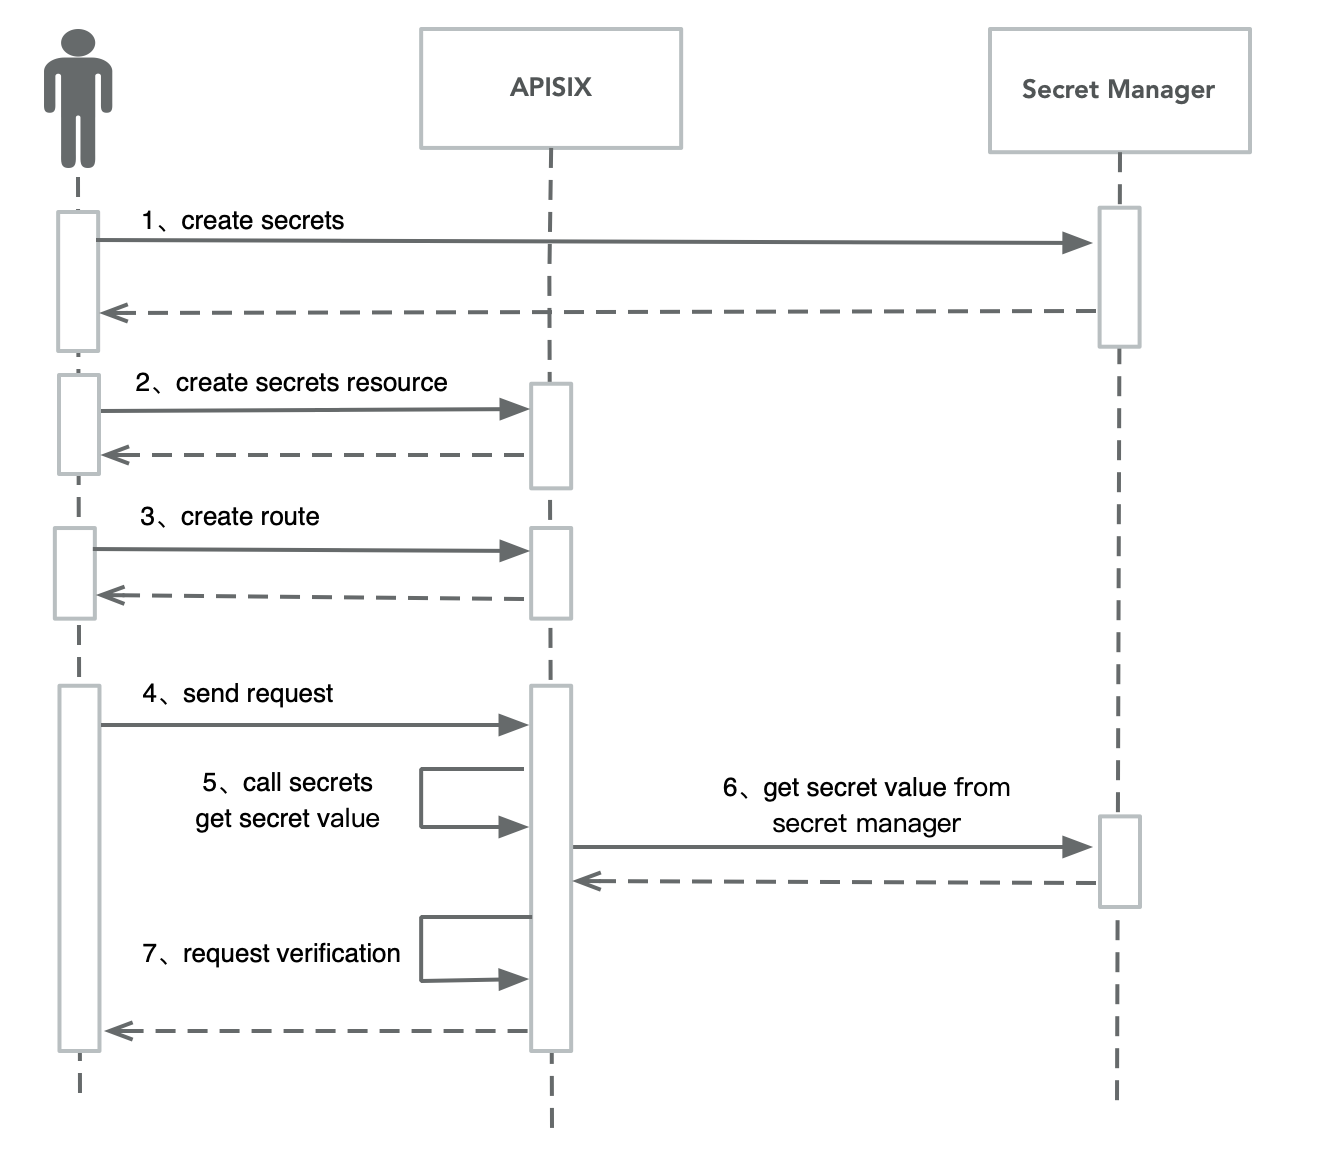 APISIX
Secret Manager
1、create secrets
2、create secrets resource
3、create route
4、send request
5、call secrets
get secret value
6、get secret value from
secret manager
7、request verification